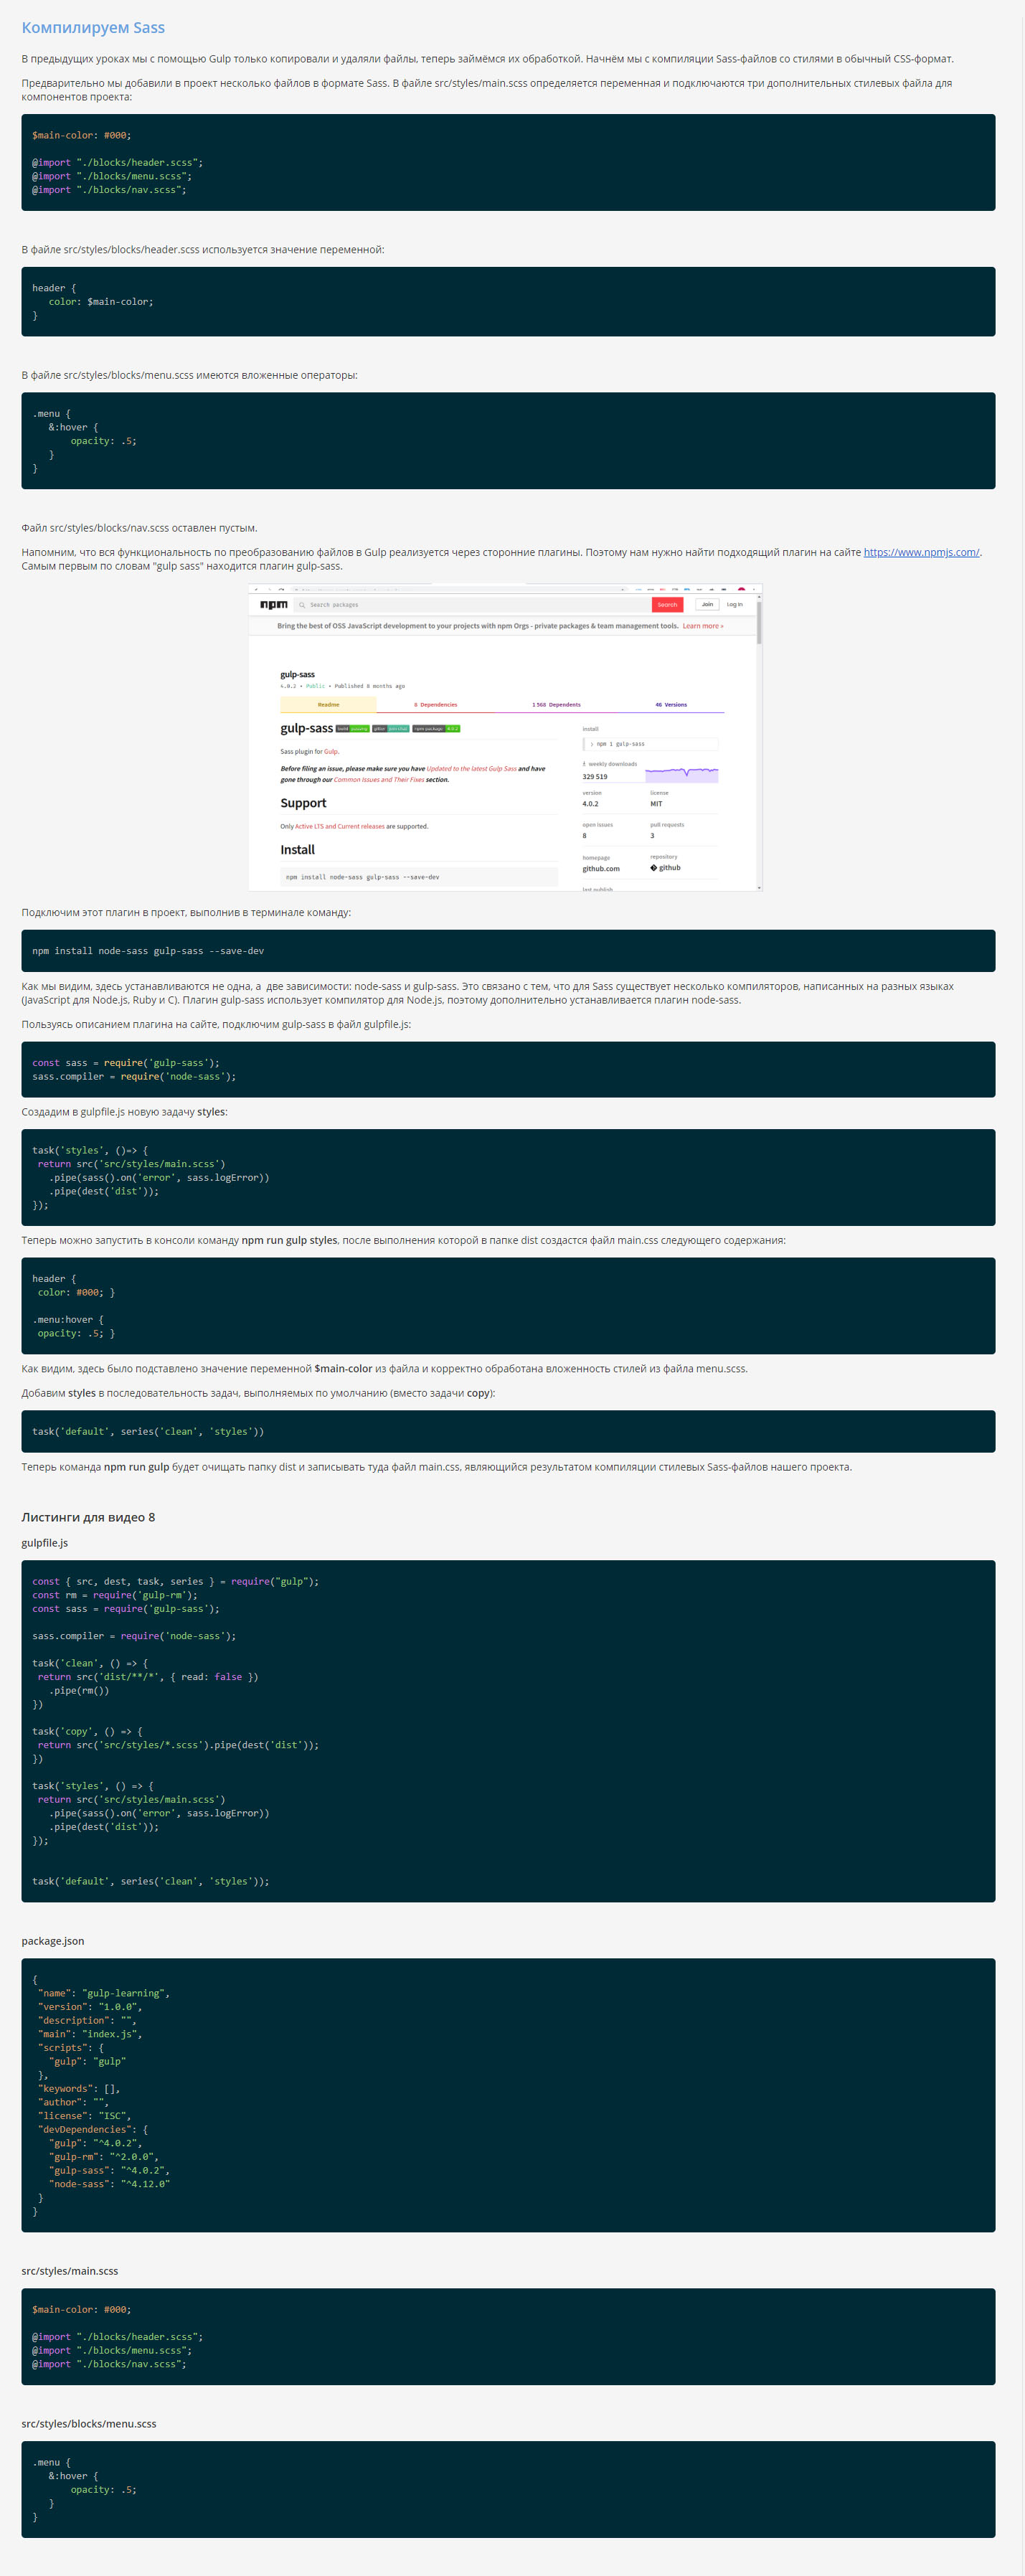 Компилируем Sass
В предыдущих уроках мы с помощью Gulp только копировали и удаляли файлы, теперь займёмся их обработкой. Начнём мы с компиляции Sass-файлов со стилями в обычный CSS-формат.
Предварительно мы добавили в проект несколько файлов в формате Sass. В файле src/styles/main.scss определяется переменная и подключаются три дополнительных стилевых файла для
компонентов проекта:
$main-color: #000;
@import "./blocks/header.scss";
@import "./blocks/menu.scss";
@import "./blocks/nav.scss";
В файле src/styles/blocks/header.scss используется значение переменной:
header {
color: $main-color;
}
В файле src/styles/blocks/menu.scss имеются вложенные операторы:
.menu {
&:hover {
opacity: .5;
}
}
Файл src/styles/blocks/nav.scss оставлен пустым.
Напомним, что вся функциональность по преобразованию файлов в Gulp реализуется через сторонние плагины. Поэтому нам нужно найти подходящий плагин на сайте https://www.npmjs.com/.
Самым первым по словам "gulp sass" находится плагин gulp-sass.
npm Search packages Search Join Log In
Bring the best of OSS JavaScript development to your projects with npm Orgs - private packages & team management tools. Learn more »
gulp-sass
4.0.2 • Public • Published 8 months ago
Readme 8 Dependencies 1 568 Dependents 46 Versions
gulp-sass
install
> npm i gulp-sass
Sass plugin for Gulp.
weekly downloads
329 519
Before filing an issue, please make sure you have Updated to the latest Gulp Sass and have
gone through our Common Issues and Their Fixes section.
version license
4.0.2 MIT
Support
Only Active LTS and Current releases are supported.
open issues pull requests
8 3
Install
homepage repository
github.com github
npm install node-sass gulp-sass --save-dev
last publish
Подключим этот плагин в проект, выполнив в терминале команду:
npm install node-sass gulp-sass --save-dev
Как мы видим, здесь устанавливаются не одна, а две зависимости: node-sass и gulp-sass. Это связано с тем, что для Sass существует несколько компиляторов, написанных на разных языках
(JavaScript для Node.js, Ruby и C). Плагин gulp-sass использует компилятор для Node.js, поэтому дополнительно устанавливается плагин node-sass.
Пользуясь описанием плагина на сайте, подключим gulp-sass в файл gulpfile.js:
const sass = require('gulp-sass');
sass.compiler = require('node-sass');
Создадим в gulpfile.js новую задачу styles:
task('styles', ()=> {
return src('src/styles/main.scss')
.pipe(sass().on('error', sass.logError))
.pipe(dest('dist'));
});
Теперь можно запустить в консоли команду npm run gulp styles, после выполнения которой в папке dist создастся файл main.css следующего содержания:
header {
color: #000; }
.menu:hover {
opacity: .5; }
Как видим, здесь было подставлено значение переменной $main-color из файла и корректно обработана вложенность стилей из файла menu.scss.
Добавим styles в последовательность задач, выполняемых по умолчанию (вместо задачи copy):
task('default', series('clean', 'styles'))
Теперь команда npm run gulp будет очищать папку dist и записывать туда файл main.css, являющийся результатом компиляции стилевых Sass-файлов нашего проекта.
Листинги для видео 8
gulpfile.js
const { src, dest, task, series } = require("gulp");
const rm = require('gulp-rm');
const sass = require('gulp-sass');
sass.compiler = require('node-sass');
task('clean', () => {
return src('dist/**/*', { read: false })
.pipe(rm())
})
task('copy', () => {
return src('src/styles/*.scss').pipe(dest('dist'));
})
task('styles', () => {
return src('src/styles/main.scss')
.pipe(sass().on('error', sass.logError))
.pipe(dest('dist'));
});
task('default', series('clean', 'styles'));
package.json
{
"name": "gulp-learning",
"version": "1.0.0",
"description": "",
"main": "index.js",
"scripts": {
"gulp": "gulp"
},
"keywords": [],
"author": "",
"license": "ISC",
"devDependencies": {
"gulp": "^4.0.2",
"gulp-rm": "^2.0.0",
"gulp-sass": "^4.0.2",
"node-sass": "^4.12.0"
}
}
src/styles/main.scss
$main-color: #000;
@import "./blocks/header.scss";
@import "./blocks/menu.scss";
@import "./blocks/nav.scss";
src/styles/blocks/menu.scss
.menu {
&:hover {
opacity: .5;
}
}